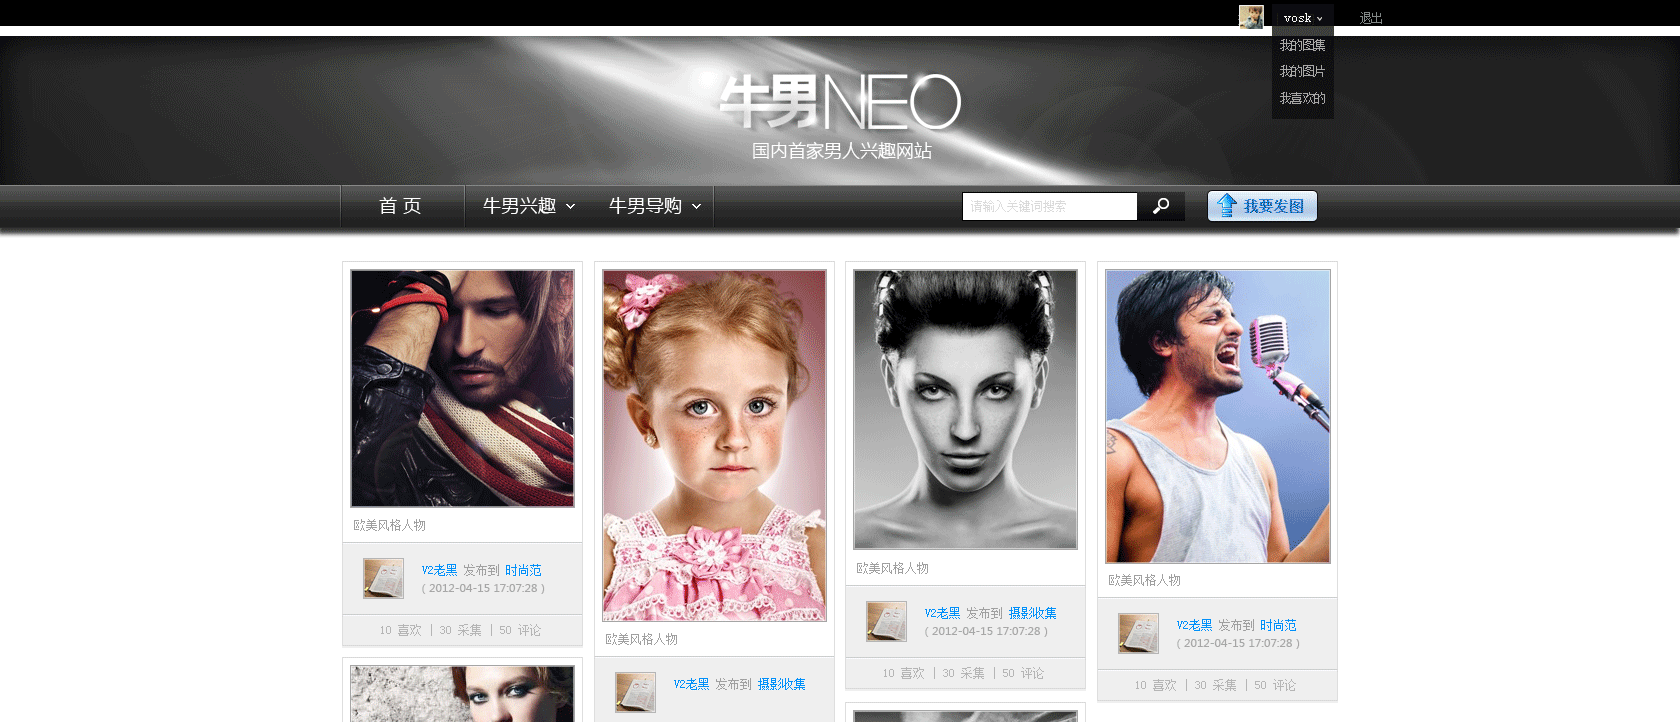 vosk
退出
我的图集
我的图片
我喜欢的
牛男NEO
国内首家男人兴趣网站
首 页
牛男兴趣
牛男导购
请输入关键词搜索
我要发图
欧美风格人物
V2老黑 发布到 时尚范
( 2012-04-15 17:07:28 )
10 喜欢 | 30 采集 | 50 评论
欧美风格人物
V2老黑 发布到 摄影收集
欧美风格人物
V2老黑 发布到 摄影收集
( 2012-04-15 17:07:28 )
10 喜欢 | 30 采集 | 50 评论
欧美风格人物
V2老黑 发布到 时尚范
( 2012-04-15 17:07:28 )
10 喜欢 | 30 采集 | 50 评论